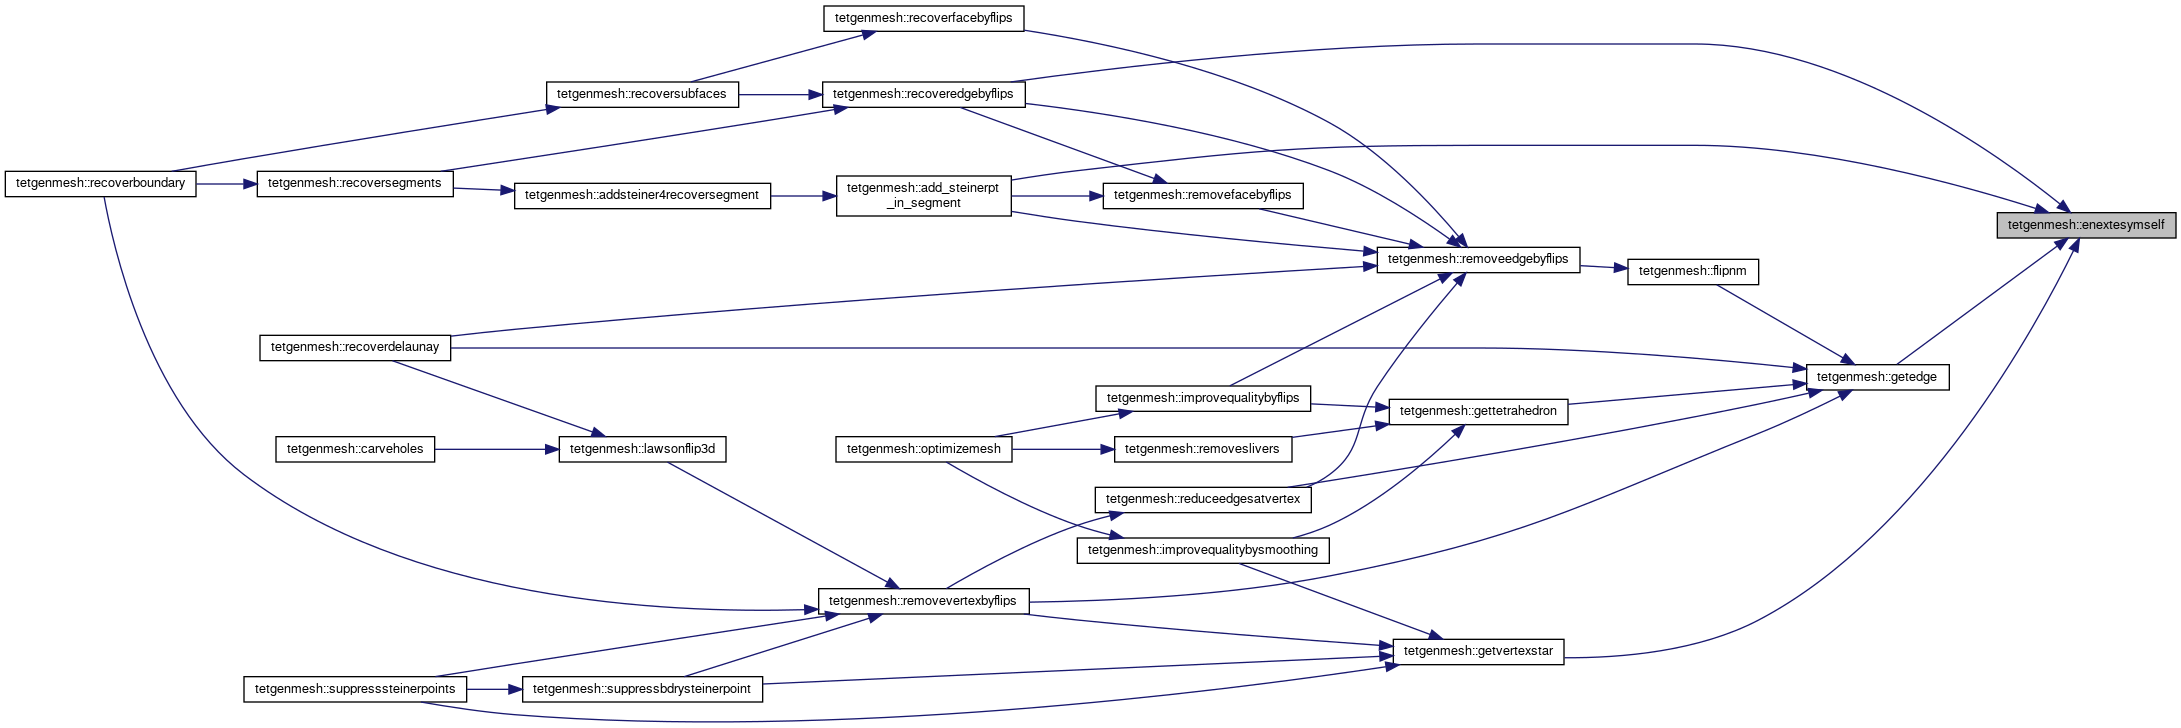 tetgenmesh::recoverfacebyflips
tetgenmesh::recoversubfaces
tetgenmesh::recoveredgebyflips
tetgenmesh::recoverboundary
tetgenmesh::recoversegments
tetgenmesh::addsteiner4recoversegment
tetgenmesh::add_steinerpt
_in_segment
tetgenmesh::removefacebyflips
tetgenmesh::enextesymself
tetgenmesh::removeedgebyflips
tetgenmesh::flipnm
tetgenmesh::recoverdelaunay
tetgenmesh::getedge
tetgenmesh::improvequalitybyflips
tetgenmesh::gettetrahedron
tetgenmesh::carveholes
tetgenmesh::lawsonflip3d
tetgenmesh::optimizemesh
tetgenmesh::removeslivers
tetgenmesh::reduceedgesatvertex
tetgenmesh::improvequalitybysmoothing
tetgenmesh::removevertexbyflips
tetgenmesh::getvertexstar
tetgenmesh::suppresssteinerpoints
tetgenmesh::suppressbdrysteinerpoint